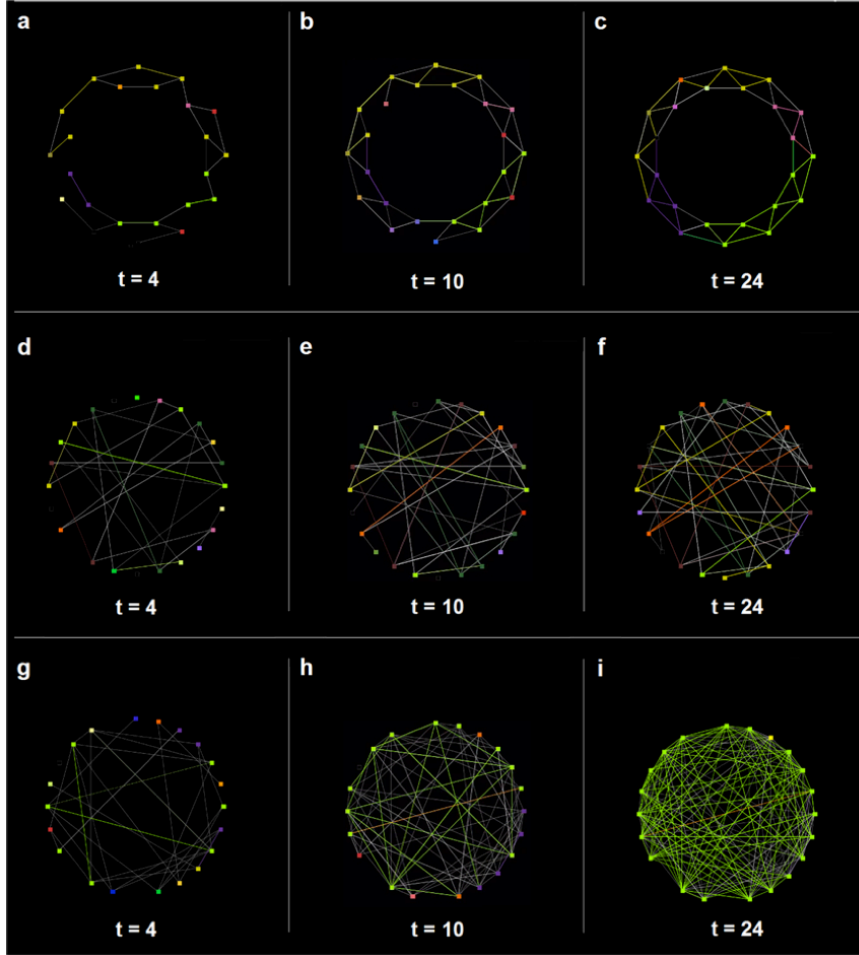 a b c
t = 4 t = 10 t = 24
d e f
t = 4 t = 10 t = 24
g h i
t = 4 t = 10 t = 24